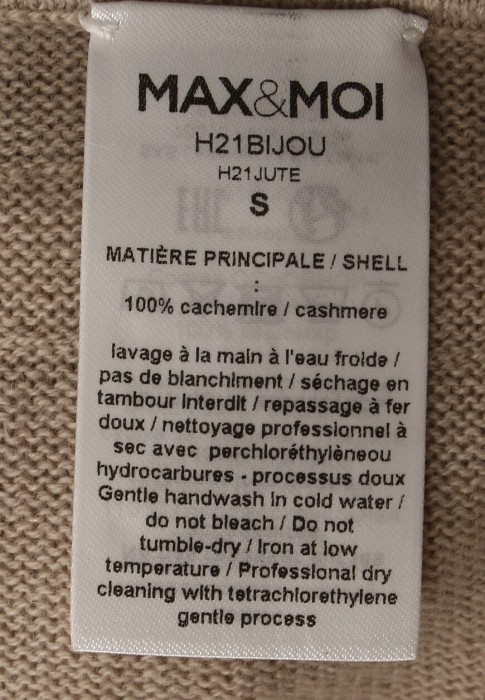 MAX&MOI
H21BIJOU
H21JUTE
S
MATIÈRE PRINCIPALE / SHELL
:
100% cachemire / cashmere
lavage à la main à l'eau froide /
pas de blanchiment / séchage en
tambour interdit / repassage à fer
doux / nettoyage professionnel à
sec avec perchloréthylèneou
hydrocarbures - processus doux
Gentle handwash in cold water /
do not bleach / Do not
tumble-dry / Iron at low
temperature / Professional dry
cleaning with tetrachlorethylene
gentle process